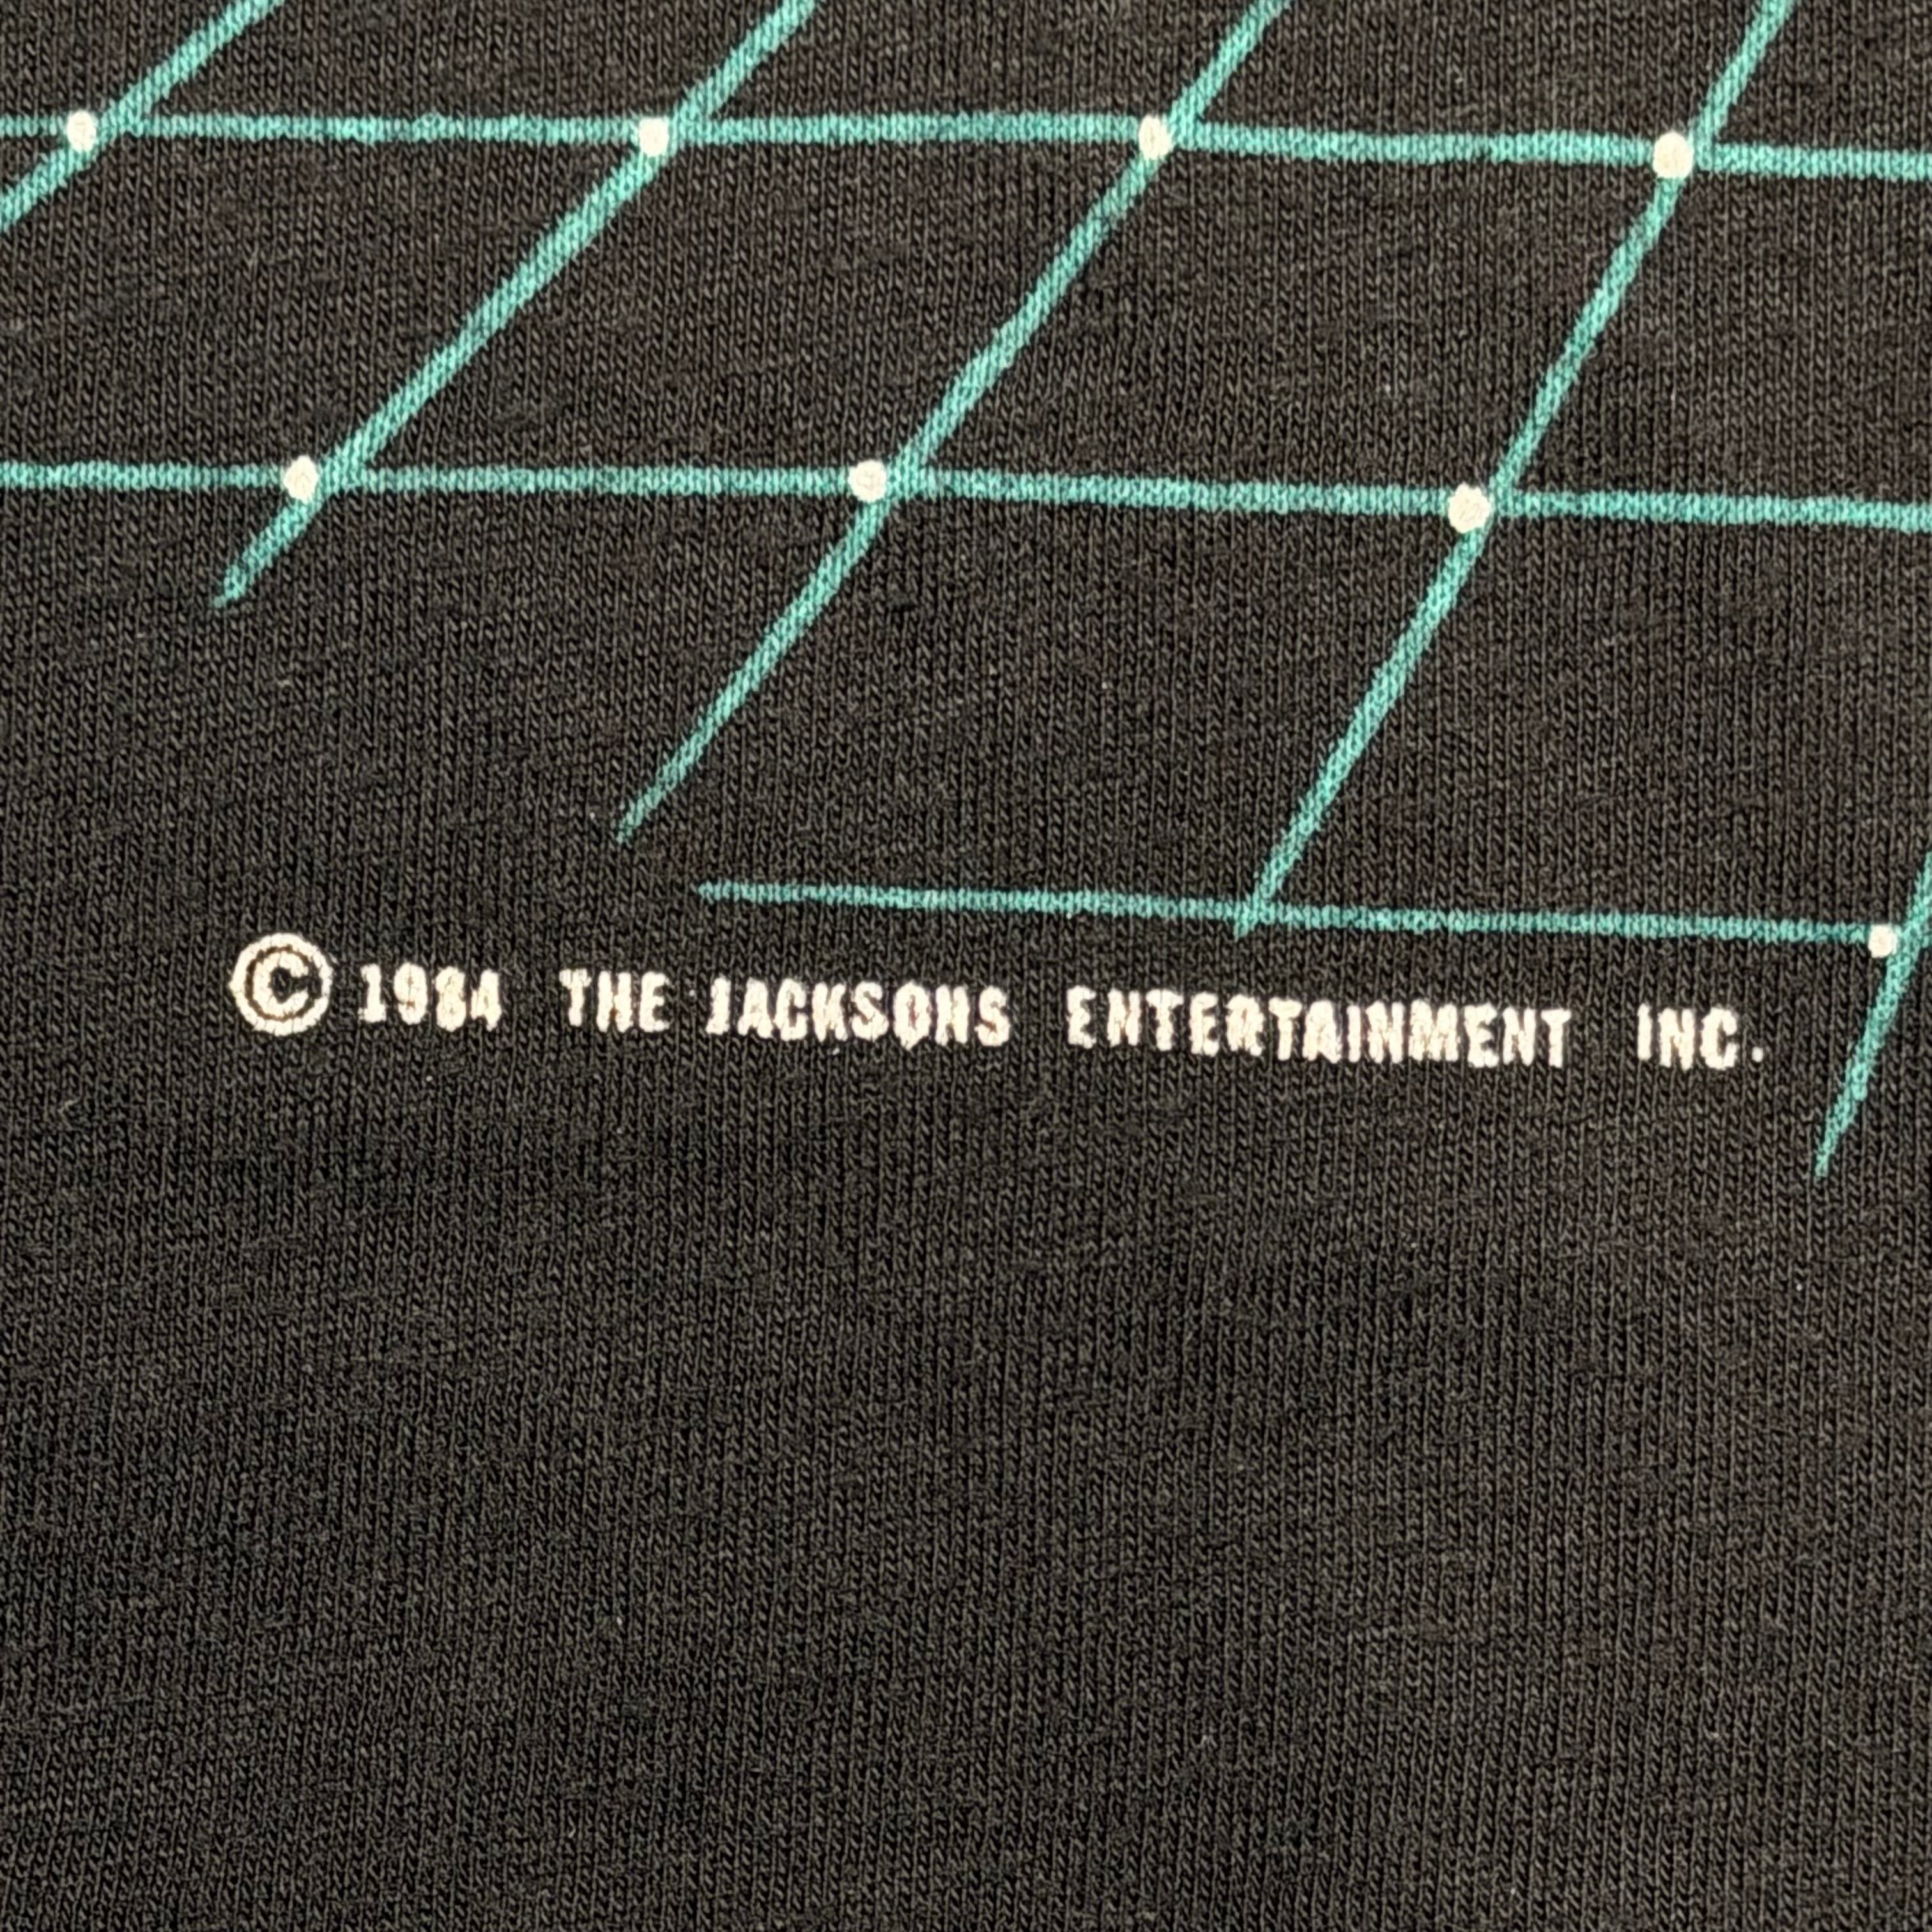 © 1984 THE JACKSONS ENTERTAINMENT INC.